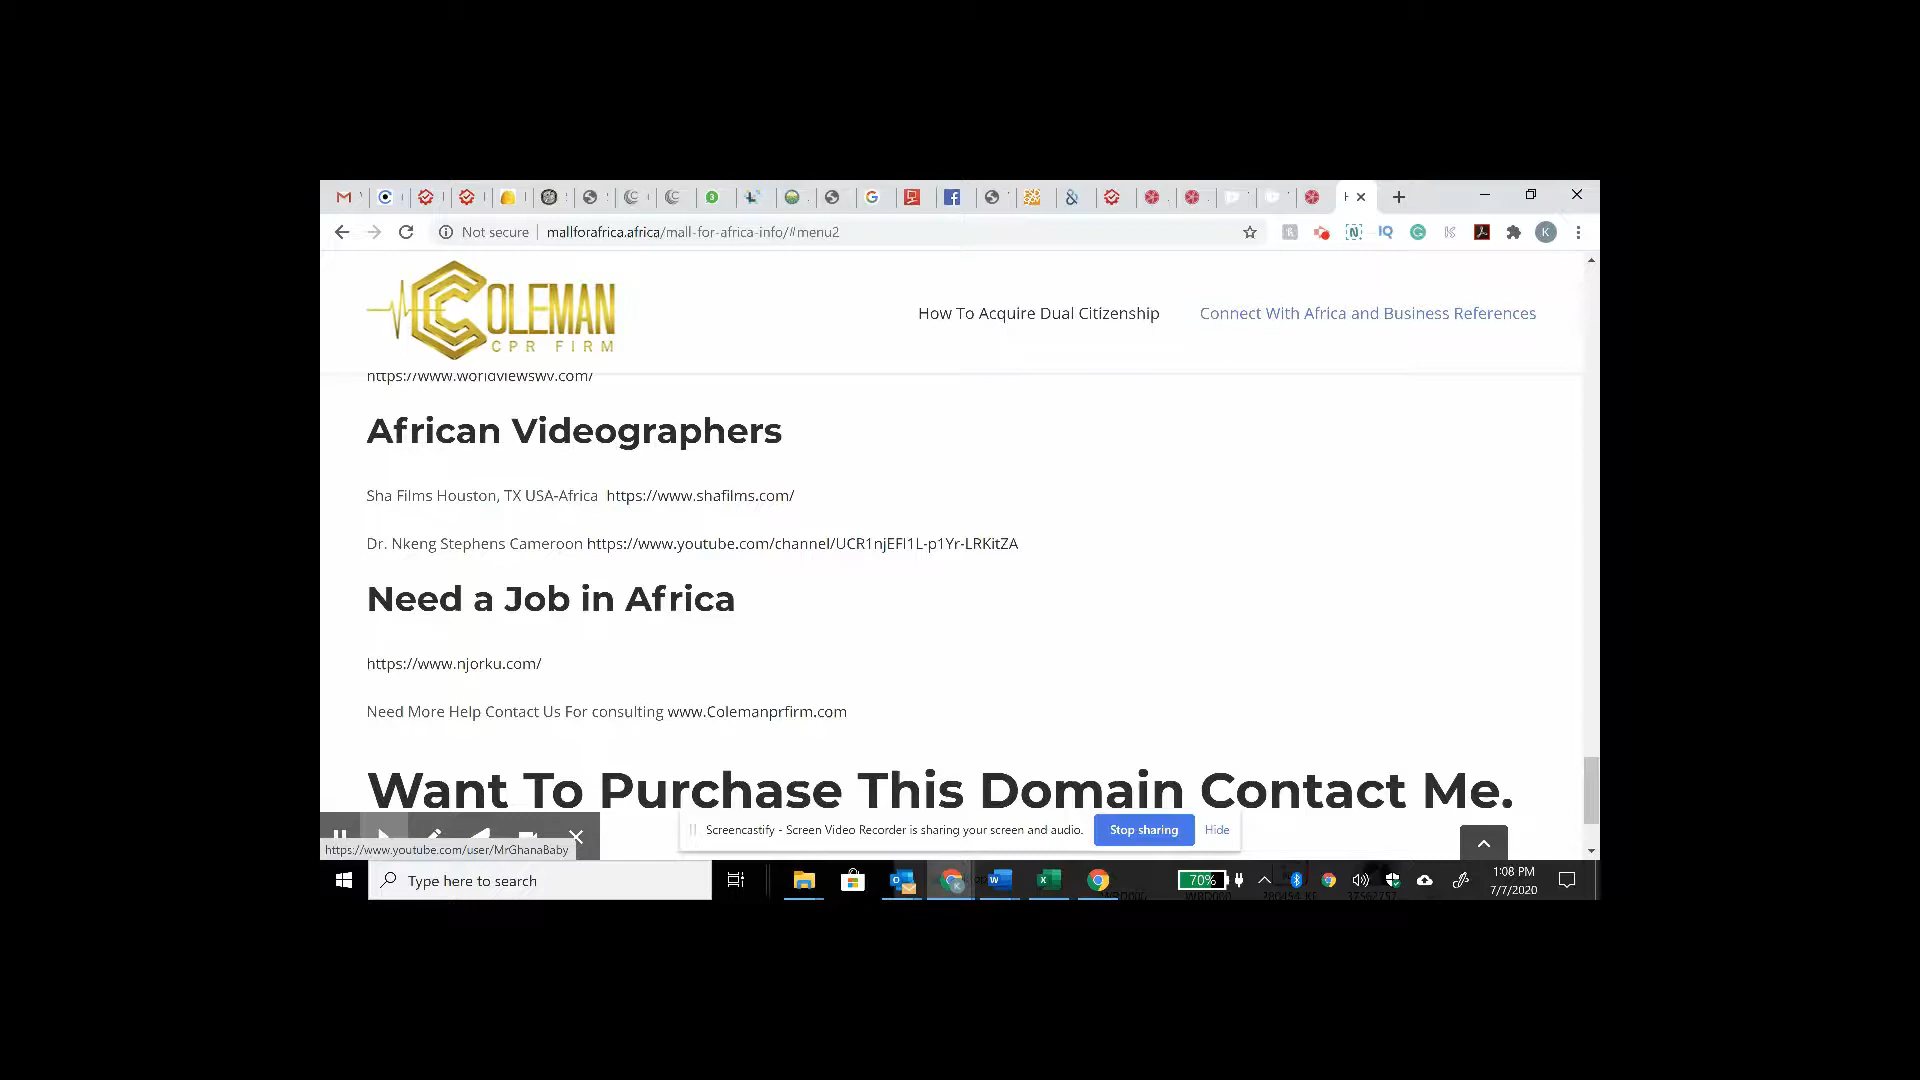 Not secure
mallforafrica.africa/mall-for-africa-info/#menu2
COLEMAN
CPR FIRM
How To Acquire Dual Citizenship
Connect With Africa and Business References
https://www.worldviewswv.com/
African Videographers
Sha Films Houston, TX USA-Africa https://www.shafilms.com/
Dr. Nkeng Stephens Cameroon https://www.youtube.com/channel/UCR1njEFI1L-p1Yr-LRKitZA
Need a Job in Africa
https://www.njorku.com/
Need More Help Contact Us For consulting www.Colemanprfirm.com
Want To Purchase This Domain Contact Me.
Screencastify - Screen Video Recorder is sharing your screen and audio.
Stop sharing
Hide
https://www.youtube.com/user/MrGhanaBaby
Type here to search
70%
1:08 PM
7/7/2020